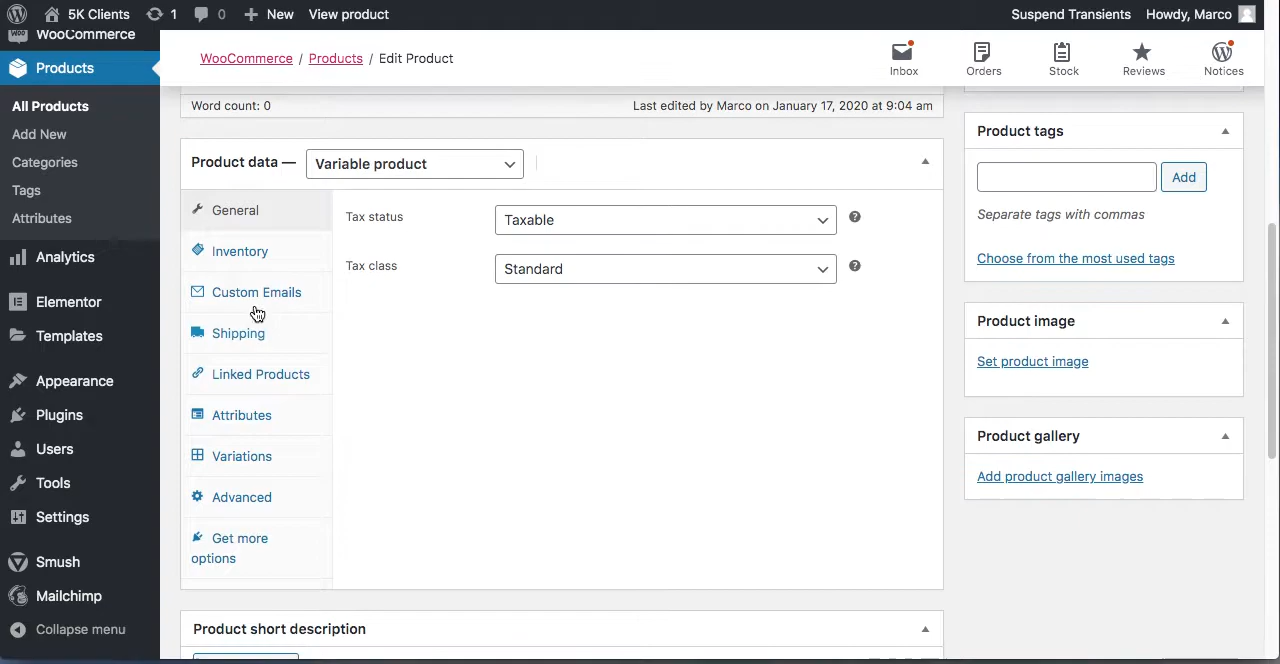 5K Clients 1 0 New View product Suspend Transients Howdy, Marco
WooCommerce
Products
All Products
Add New
Categories
Tags
Attributes
Analytics
Elementor
Templates
Appearance
Plugins
Users
Tools
Settings
Smush
Mailchimp
Collapse menu
WooCommerce / Products / Edit Product
Inbox Orders Stock Reviews Notices
Word count: 0 Last edited by Marco on January 17, 2020 at 9:04 am
Product data — Variable product
General
Inventory
Custom Emails
Shipping
Linked Products
Attributes
Variations
Advanced
Get more
options
Tax status Taxable
Tax class Standard
Product short description
Product tags
Add
Separate tags with commas
Choose from the most used tags
Product image
Set product image
Product gallery
Add product gallery images